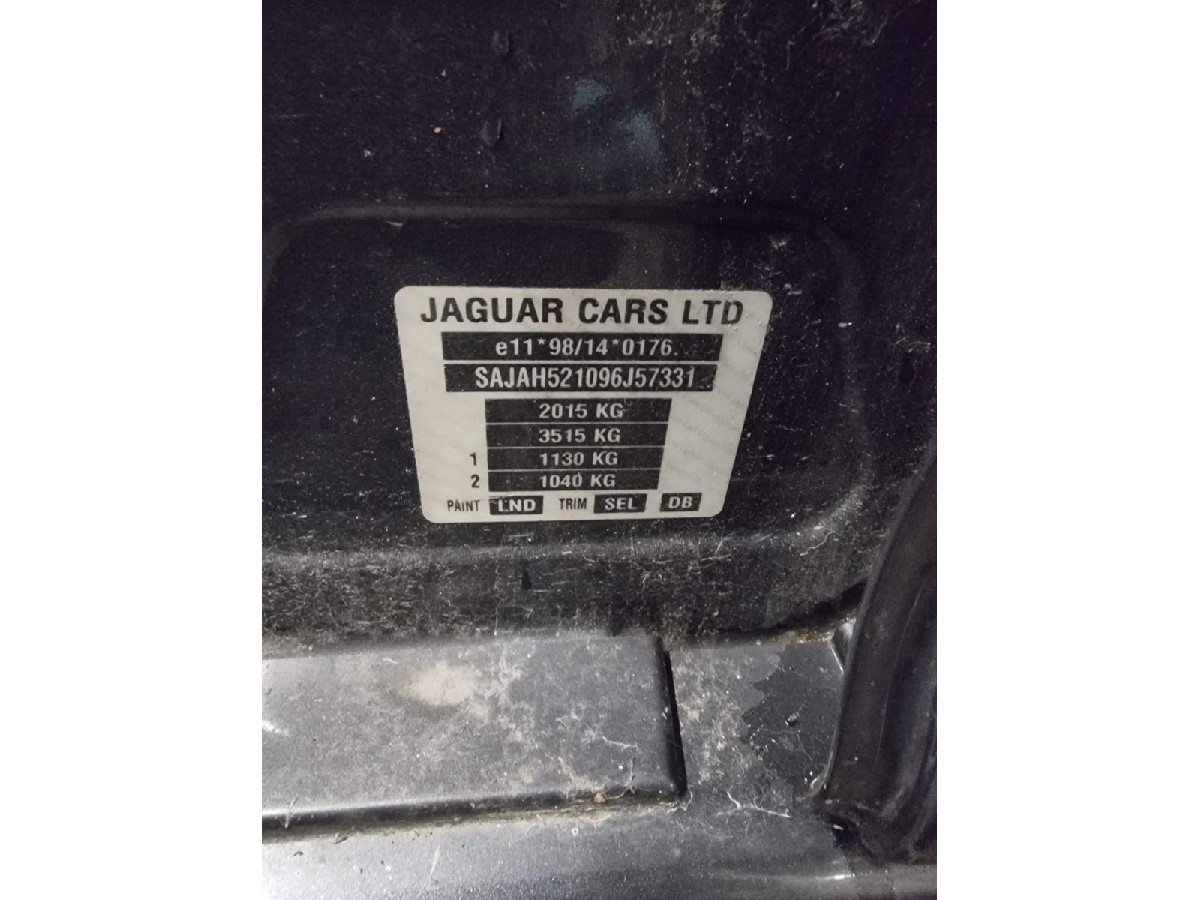 JAGUAR CARS LTD
e11*98/14*0176.
SAJAH521096J57331
2015 KG
3515 KG
1 1130 KG
2 1040 KG
PAINT LND TRIM SEL DB